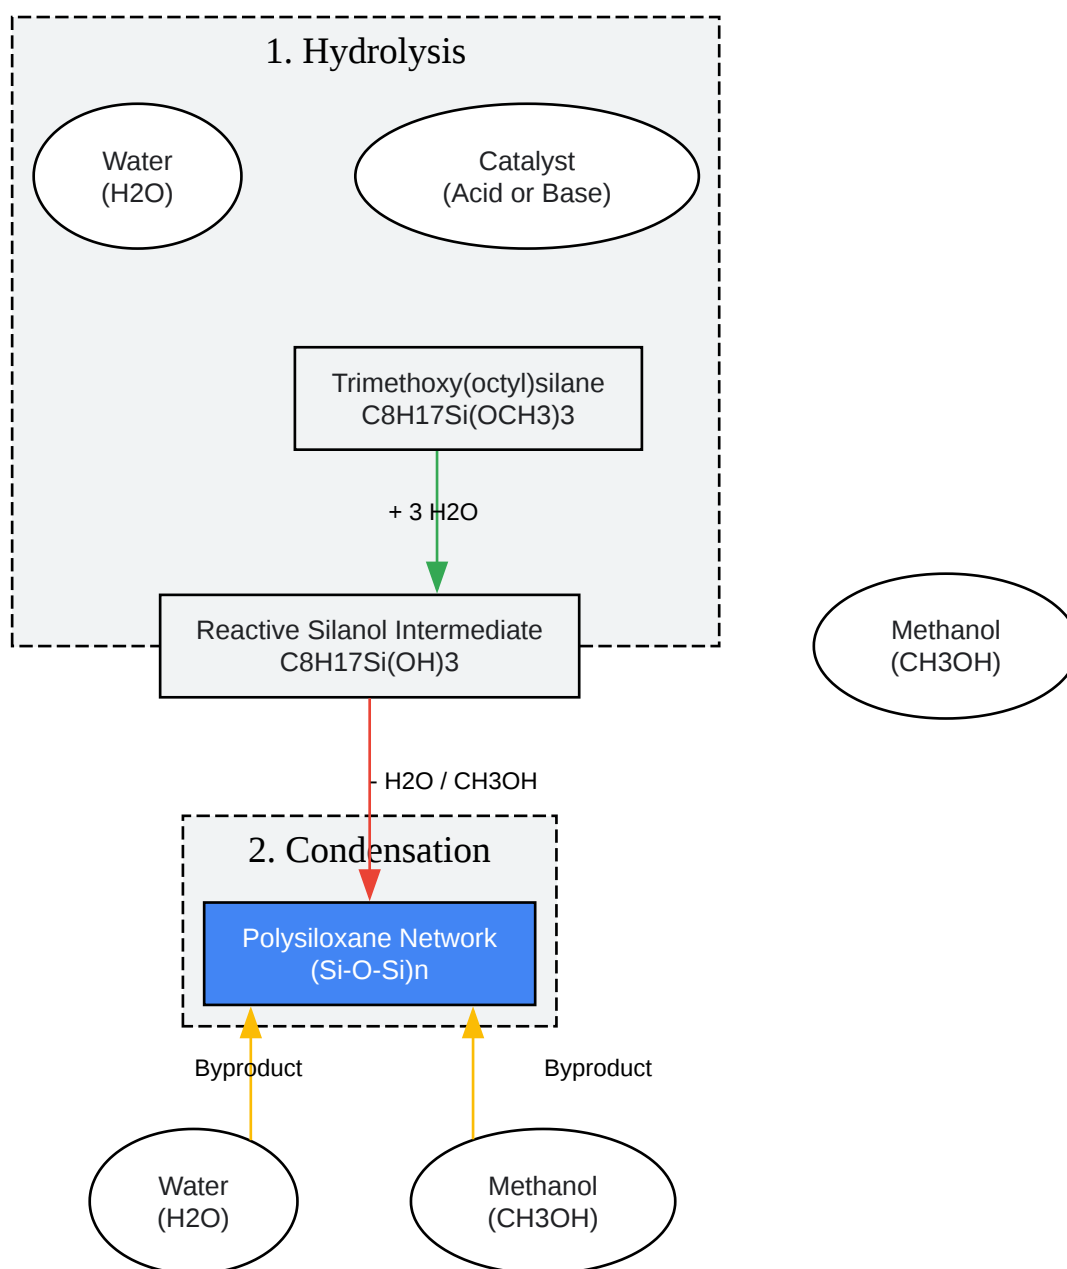 1. Hydrolysis
Water
(H2O)
Catalyst
(Acid or Base)
Trimethoxy(octyl)silane
C8H17Si(OCH3)3
+ 3 H2O
Reactive Silanol Intermediate
C8H17Si(OH)3
Methanol
(CH3OH)
- H2O / CH3OH
2. Condensation
Polysiloxane Network
(Si-O-Si)n
Byproduct
Byproduct
Water
(H2O)
Methanol
(CH3OH)